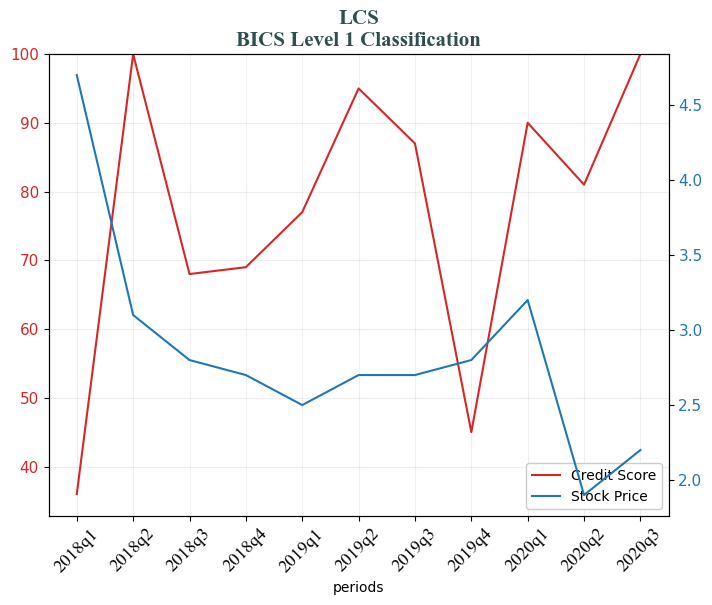 LCS
BICS Level 1 Classification
100
90
80
70
60
50
40
4.5
4.0
3.5
3.0
2.5
2.0
Credit Score
Stock Price
2018q1
2018q2
2018q3
2018q4
2019q1
2019q2
2019q3
2019q4
2020q1
2020q2
2020q3
periods